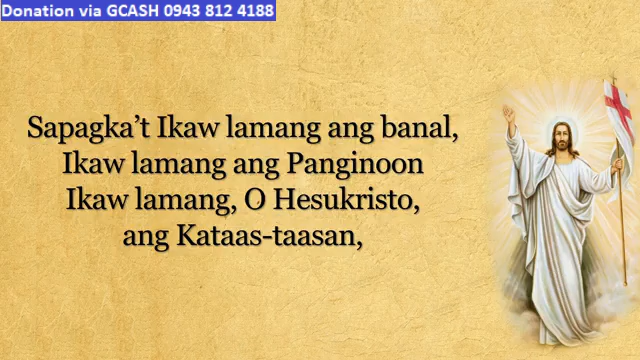 Donation via GCASH 0943 812 4188
Sapagka’t Ikaw lamang ang banal,
Ikaw lamang ang Panginoon
Ikaw lamang, O Hesukristo,
ang Kataas-taasan,